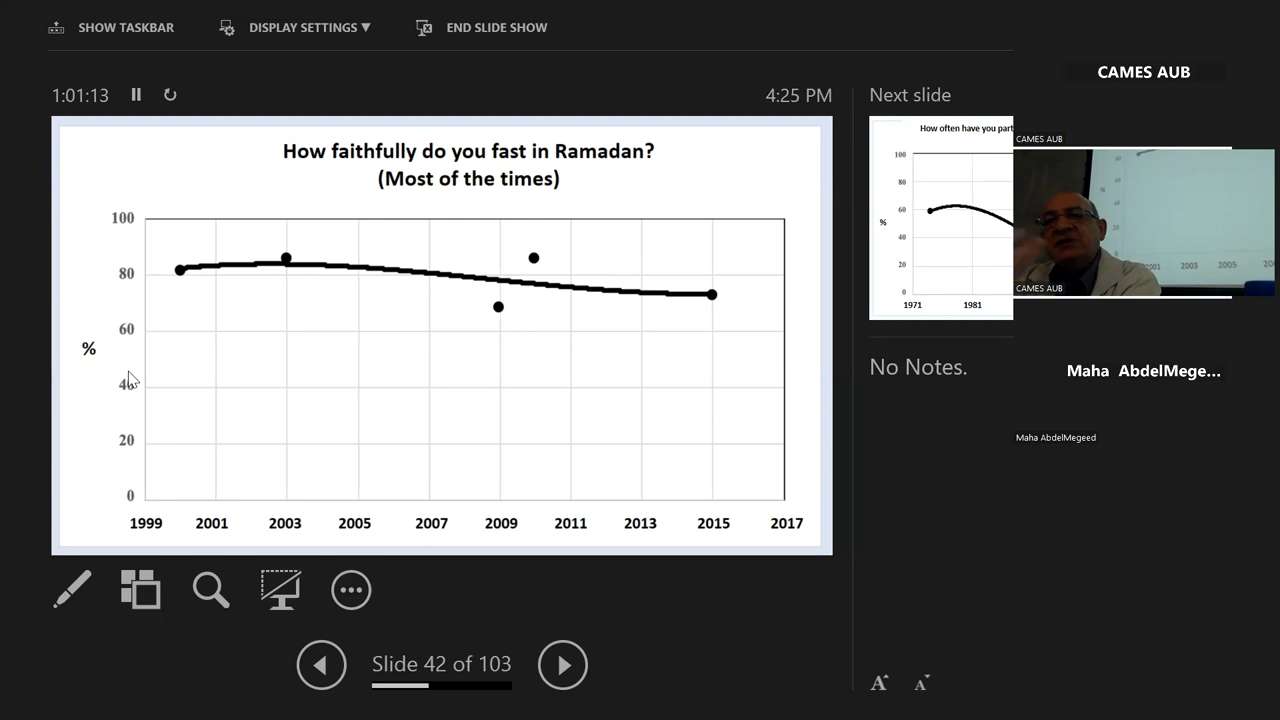 SHOW TASKBAR
DISPLAY SETTINGS ▼
END SLIDE SHOW
1:01:13
4:25 PM
How faithfully do you fast in Ramadan?
(Most of the times)
100
80
60
%
40
20
0
1999 2001 2003 2005 2007 2009 2011 2013 2015 2017
Slide 42 of 103
Next slide
How often have you part
100
80
60
%
40
20
0
1971 1981
No Notes.
A A
CAMES AUB
CAMES AUB
2001 2003 2005
CAMES AUB
Maha AbdelMege...
Maha AbdelMegeed